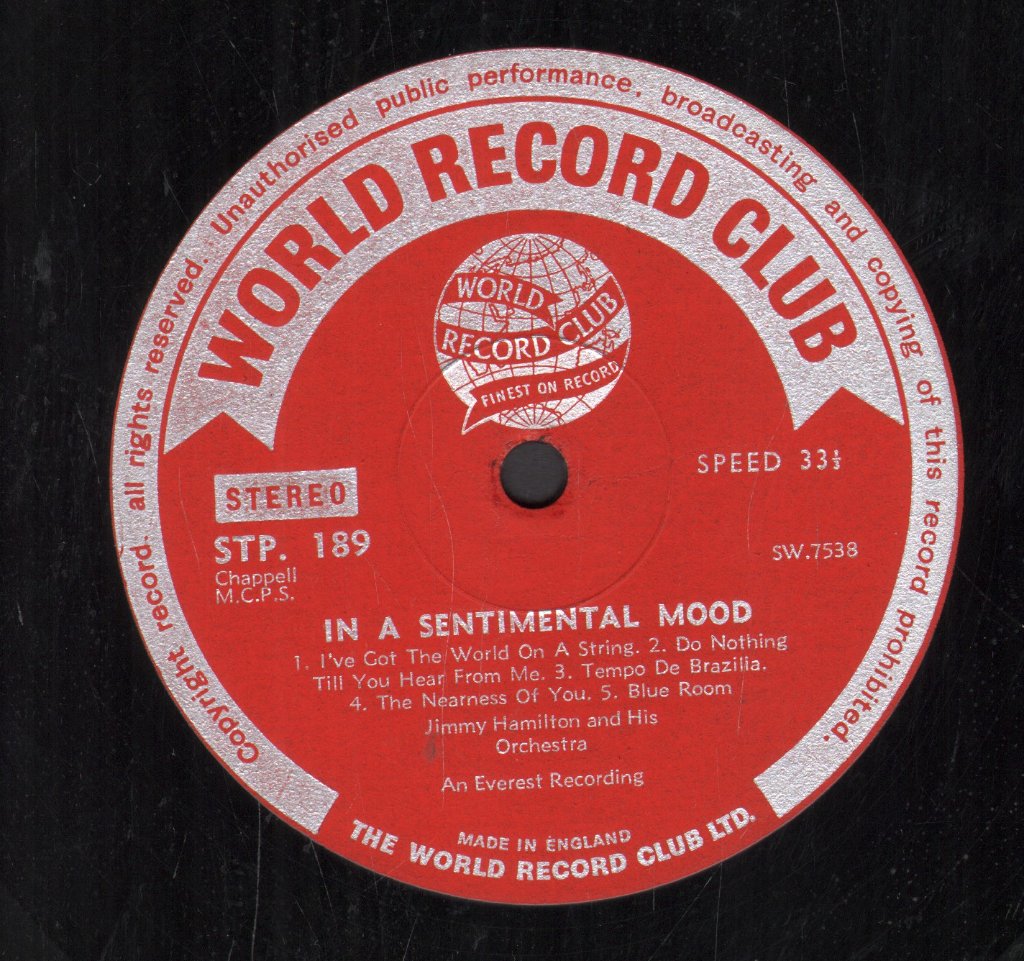 Copyright record. all rights reserved. Unauthorised public performance, broadcasting and copying of this record prohibited.
WORLD RECORD CLUB
WORLD
RECORD CLUB
FINEST ON RECORD
SPEED 33⅓
STEREO
STP. 189
SW.7538
Chappell
M.C.P.S.
IN A SENTIMENTAL MOOD
1. I've Got The World On A String. 2. Do Nothing
Till You Hear From Me. 3. Tempo De Brazilia.
4. The Nearness Of You. 5. Blue Room
Jimmy Hamilton and His
Orchestra
An Everest Recording
MADE IN ENGLAND
THE WORLD RECORD CLUB LTD.